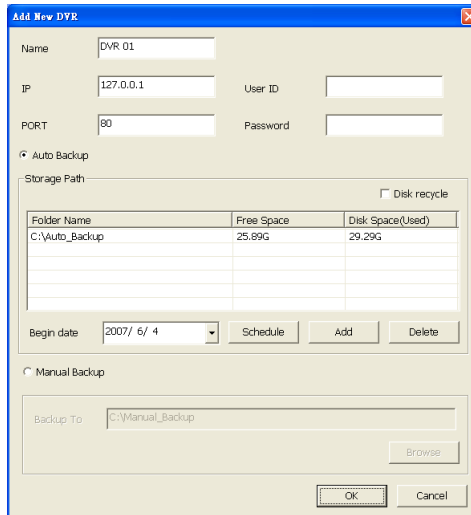 Add New DVR
Name DVR 01
IP 127.0.0.1 User ID
PORT 80 Password
Auto Backup
Storage Path
Disk recycle
Folder Name Free Space Disk Space(Used)
C:\Auto_Backup 25.89G 29.29G
Begin date 2007/ 6/ 4 Schedule Add Delete
Manual Backup
Backup To C:\Manual_Backup
Browse
OK Cancel